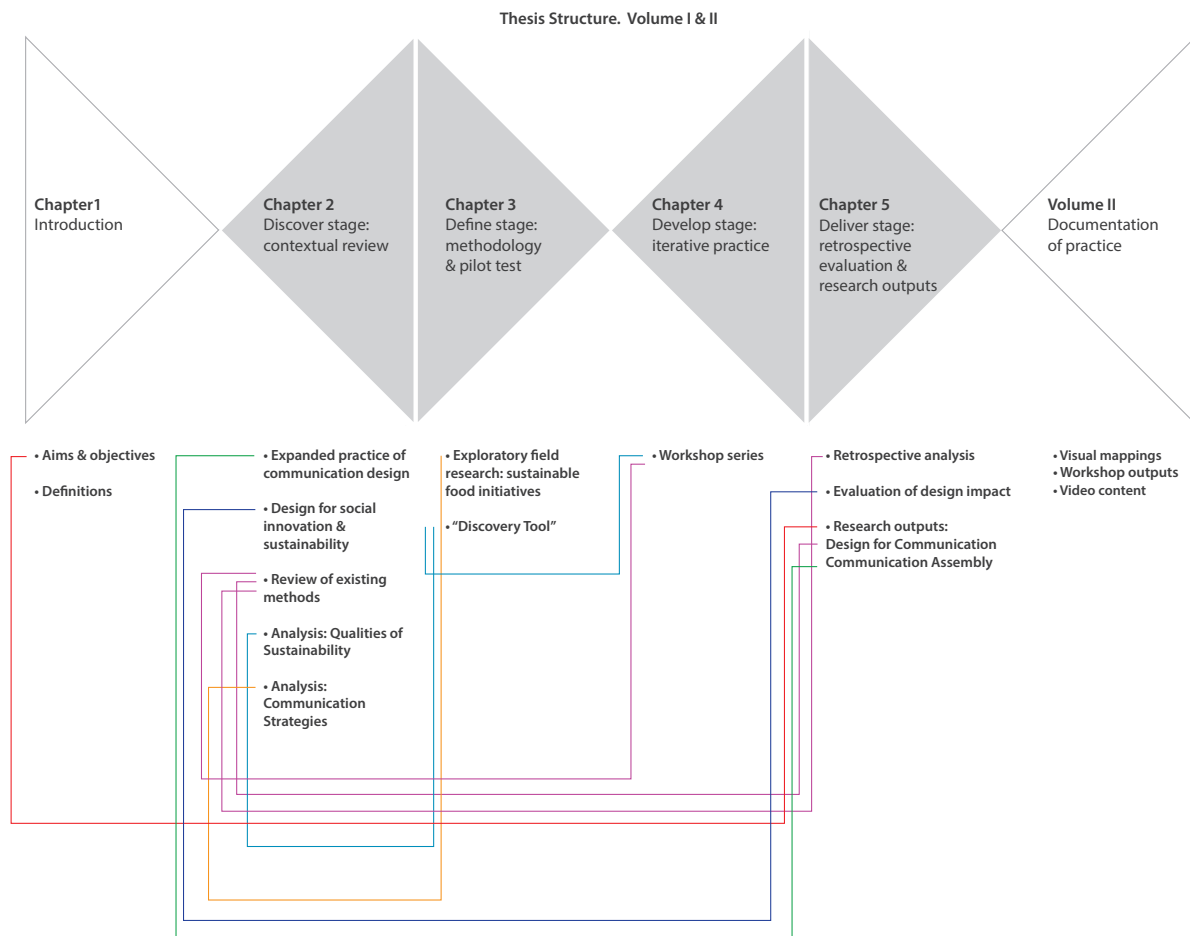 Thesis Structure.  Volume I & II
Chapter1
Introduction
Chapter 2
Discover stage:
contextual review
Chapter 3
Define stage:
methodology
& pilot test
Chapter 4
Develop stage:
iterative practice
Chapter 5
Deliver stage:
retrospective
evaluation &
research outputs
Volume II
Documentation
of practice
• Aims & objectives
• Definitions
• Expanded practice of
communication design
• Design for social
innovation &
sustainability
• Review of existing
methods
• Analysis: Qualities of
Sustainability
• Analysis:
Communication
Strategies
• Exploratory field
research: sustainable
food initiatives
• “Discovery Tool”
• Workshop series
• Retrospective analysis
• Evaluation of design impact
• Research outputs:
Design for Communication
Communication Assembly
• Visual mappings
• Workshop outputs
• Video content